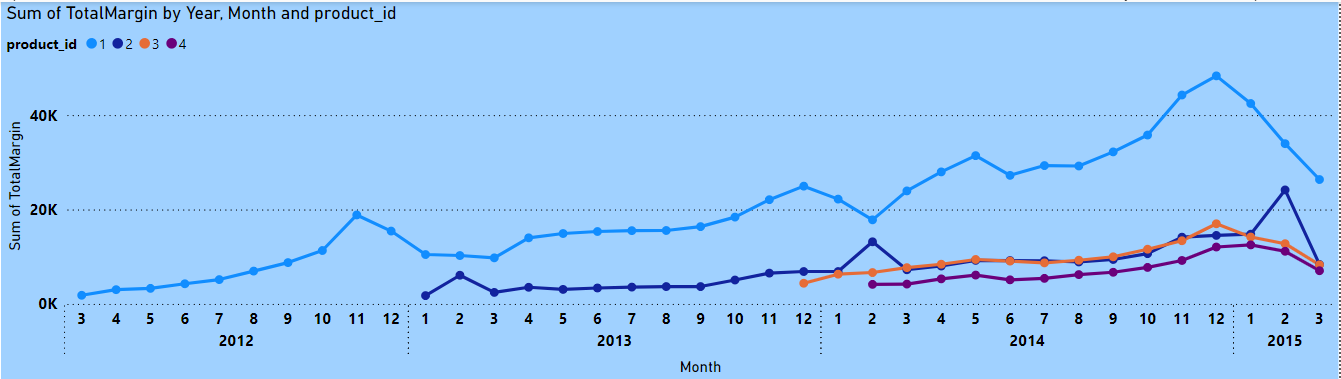 Sum of TotalMargin by Year, Month and product_id
product_id 1 2 3 4
Sum of TotalMargin
40K
20K
0K
3 4 5 6 7 8 9 10 11 12 1 2 3 4 5 6 7 8 9 10 11 12 1 2 3 4 5 6 7 8 9 10 11 12 1 2 3
2012 2013 2014 2015
Month